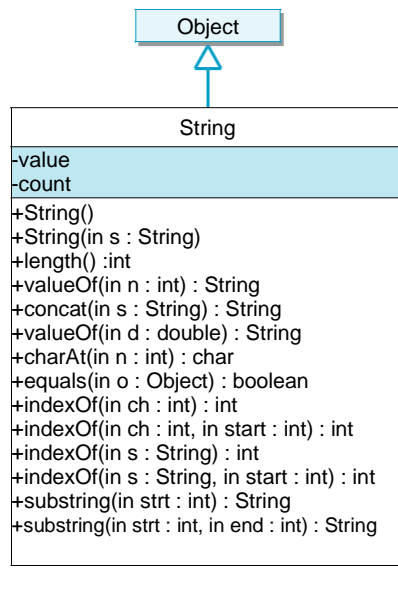 Object
String
-value
-count
+String()
+String(in s : String)
+length() :int
+valueOf(in n : int) : String
+concat(in s : String) : String
+valueOf(in d : double) : String
+charAt(in n : int) : char
+equals(in o : Object) : boolean
+indexOf(in ch : int) : int
+indexOf(in ch : int, in start : int) : int
+indexOf(in s : String) : int
+indexOf(in s : String, in start : int) : int
+substring(in strt : int) : String
+substring(in strt : int, in end : int) : String